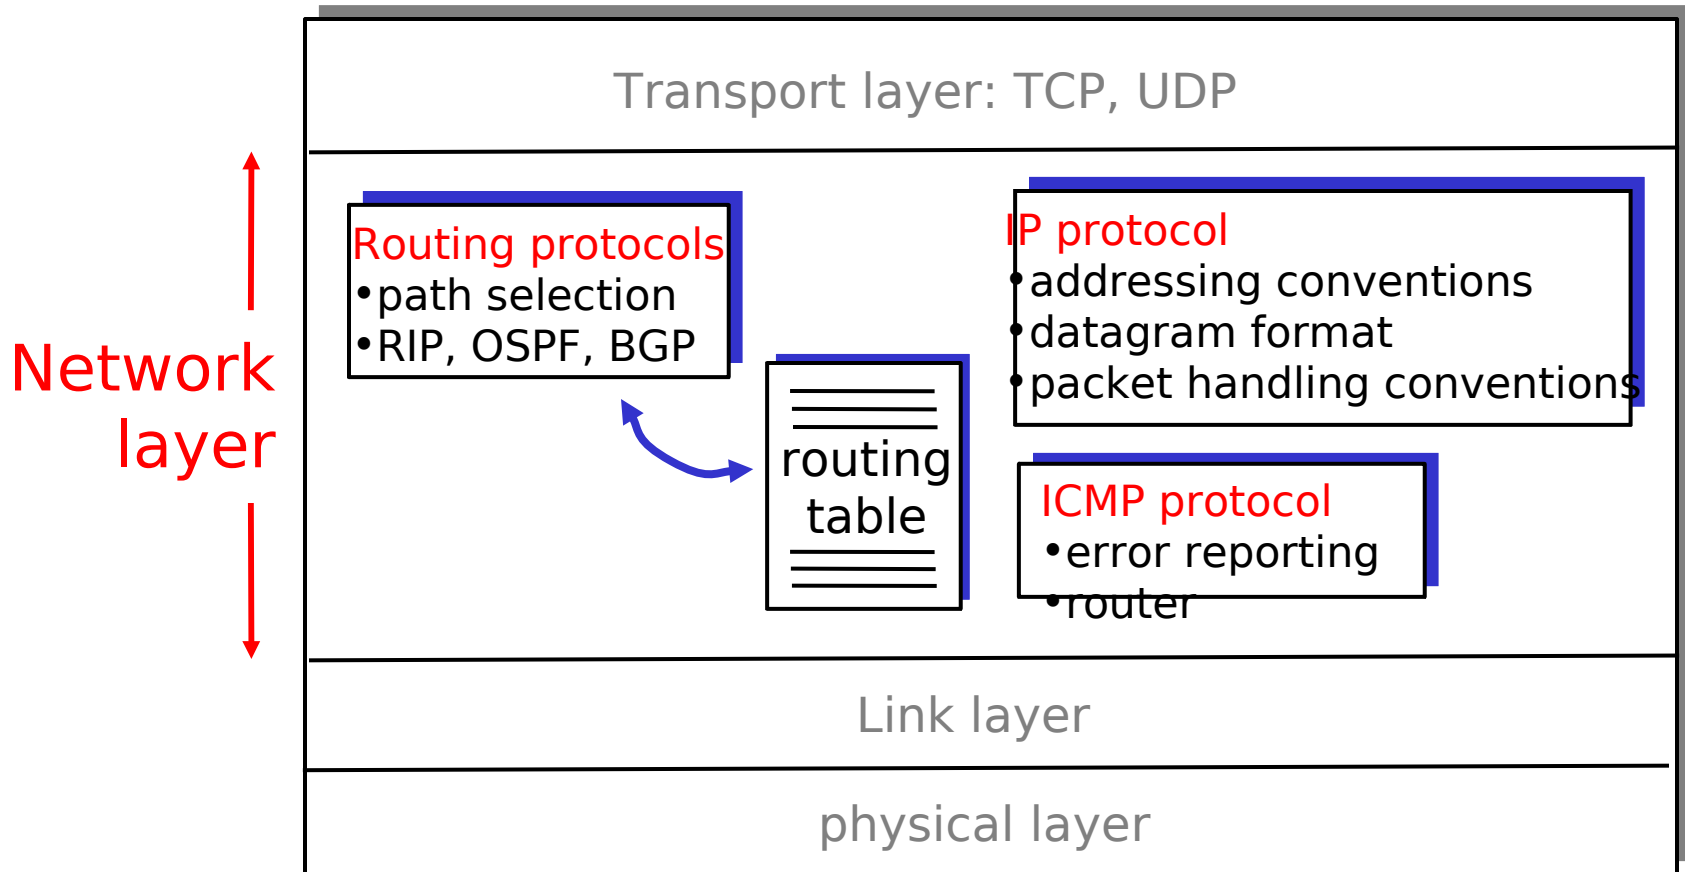 Transport layer: TCP, UDP
Network
layer
Routing protocols
•path selection
•RIP, OSPF, BGP
routing
table
IP protocol
•addressing conventions
•datagram format
•packet handling conventions
ICMP protocol
•error reporting
•router
Link layer
physical layer